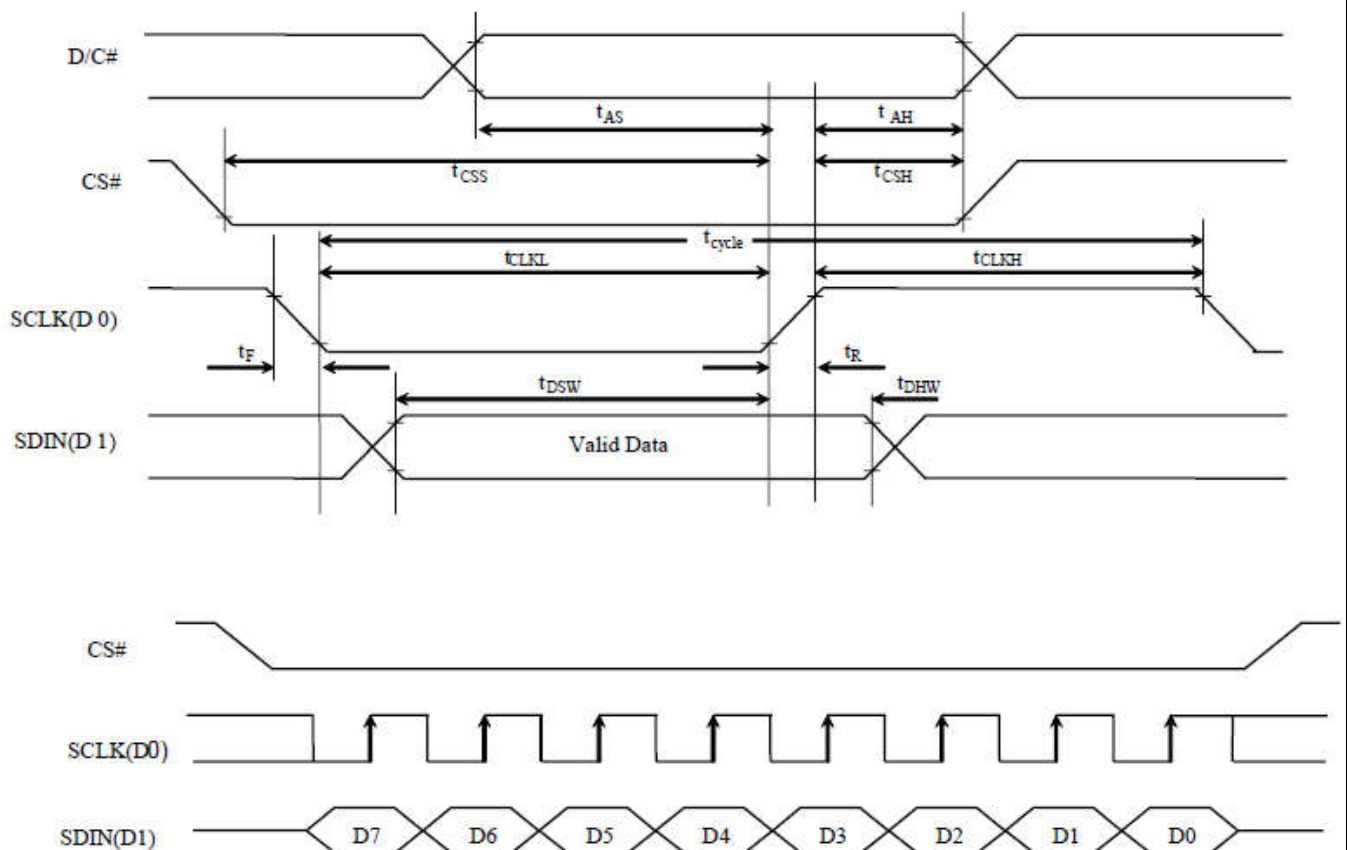 D/C#
tAS
t AH
CS#
tCSS
tCSH
tcycle
tCLKL
tCLKH
SCLK(D 0)
tF
tR
tDSW
tDHW
SDIN(D 1)
Valid Data
CS#
SCLK(D0)
SDIN(D1)
D7 D6 D5 D4 D3 D2 D1 D0